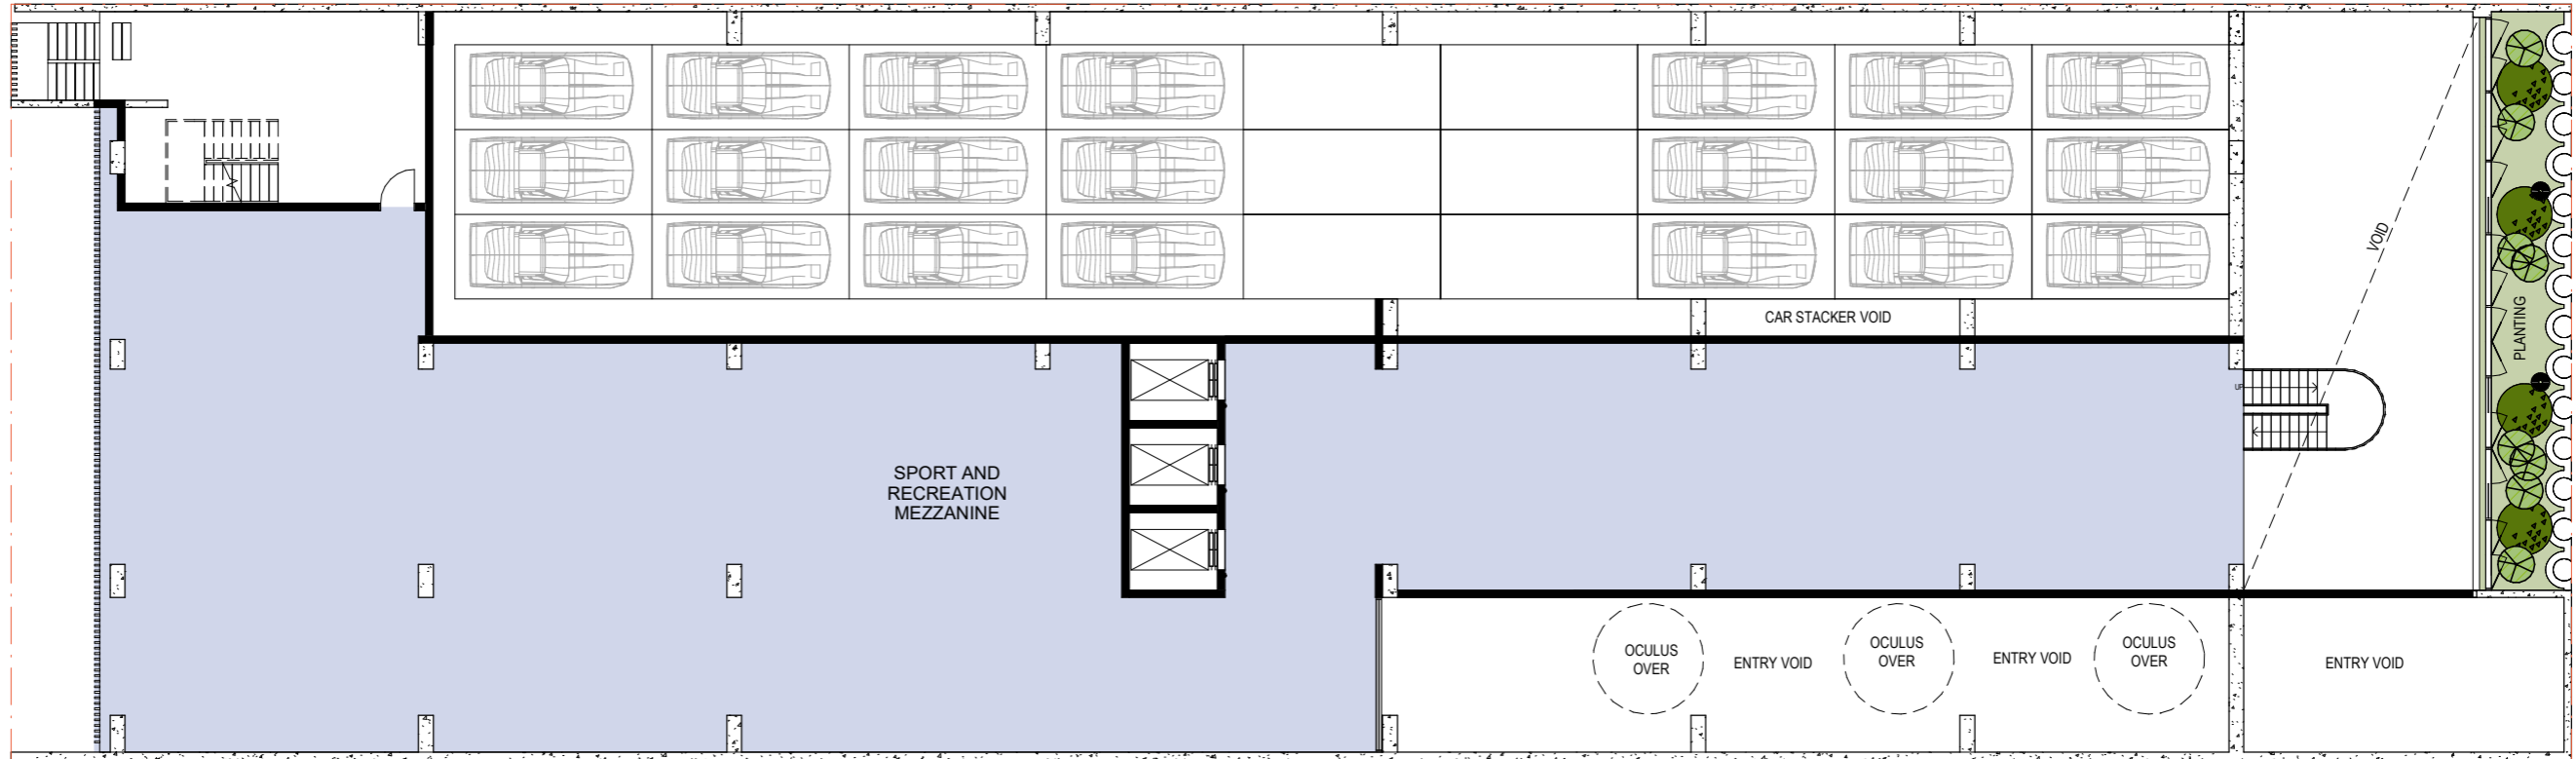 VOID
PLANTING
CAR STACKER VOID
UP
SPORT AND
RECREATION
MEZZANINE
OCULUS
OVER
ENTRY VOID
OCULUS
OVER
ENTRY VOID
OCULUS
OVER
ENTRY VOID